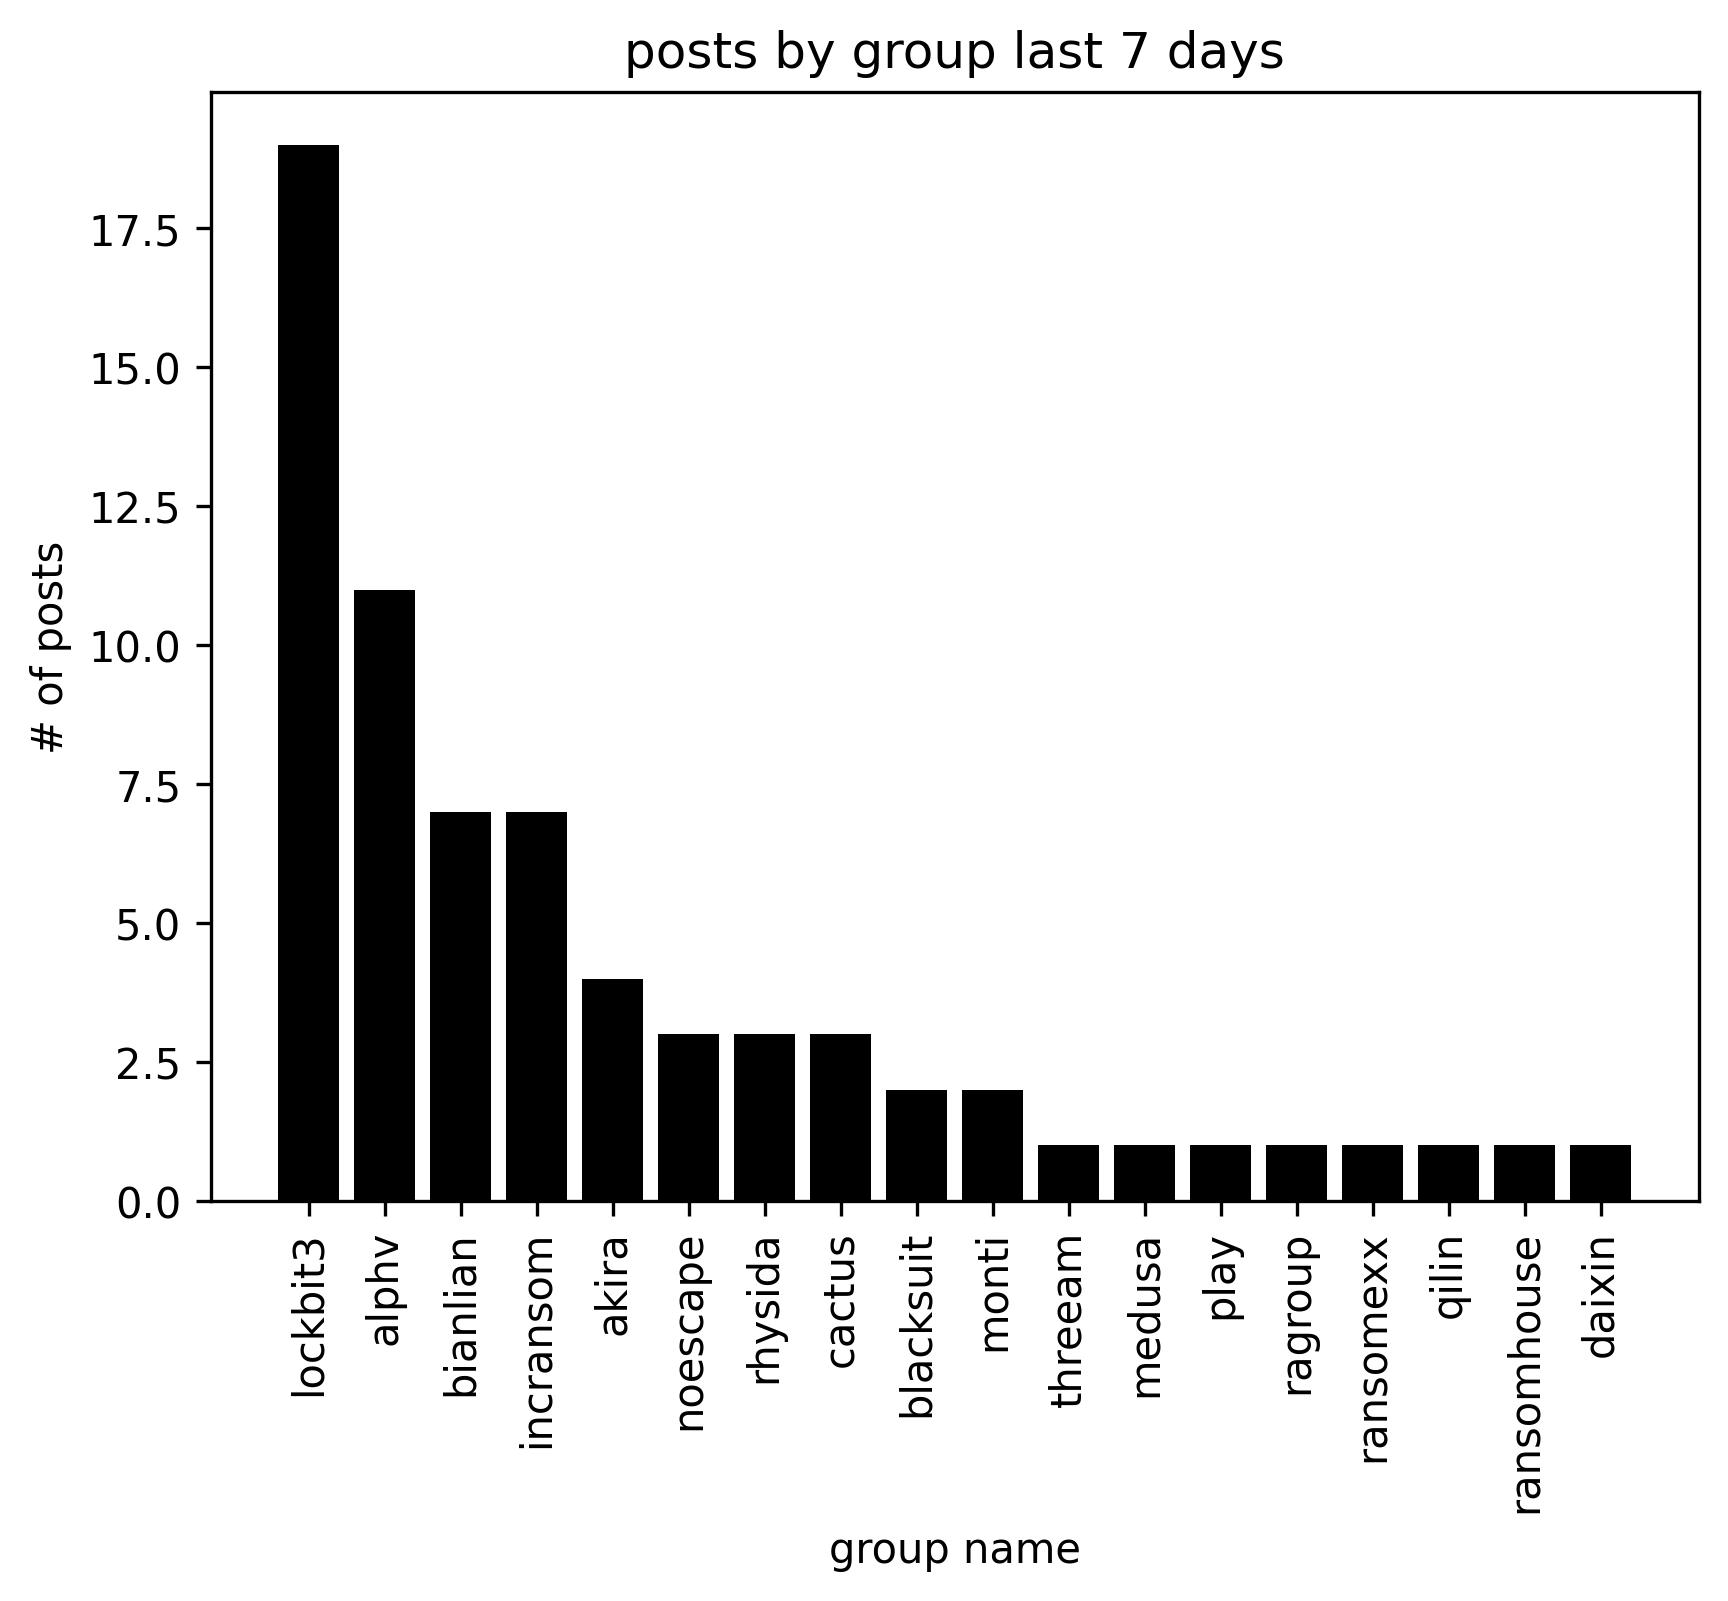 posts by group last 7 days
# of posts
17.5
15.0
12.5
10.0
7.5
5.0
2.5
0.0
lockbit3
alphv
bianlian
incransom
akira
noescape
rhysida
cactus
blacksuit
monti
threeam
medusa
play
ragroup
ransomexx
qilin
ransomhouse
daixin
group name